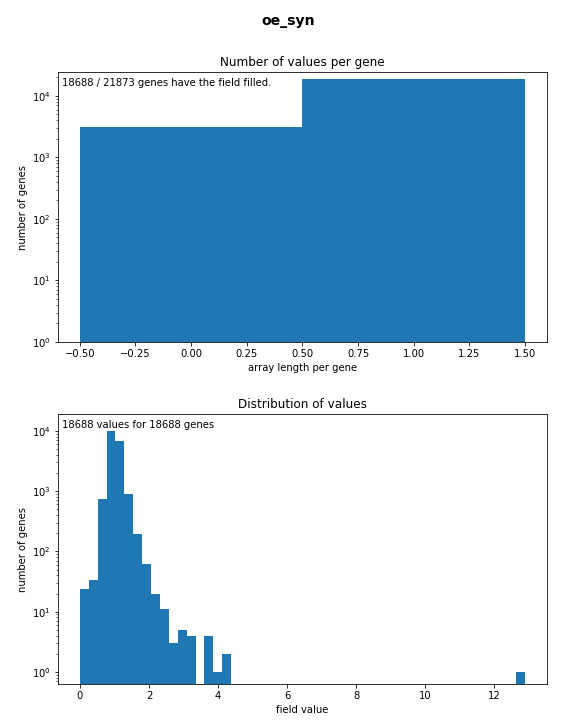 oe_syn
Number of values per gene
18688 / 21873 genes have the field filled.
number of genes
10⁴
10³
10²
10¹
10⁰
−0.50 −0.25 0.00 0.25 0.50 0.75 1.00 1.25 1.50
array length per gene
Distribution of values
18688 values for 18688 genes
number of genes
10⁴
10³
10²
10¹
10⁰
0 2 4 6 8 10 12
field value